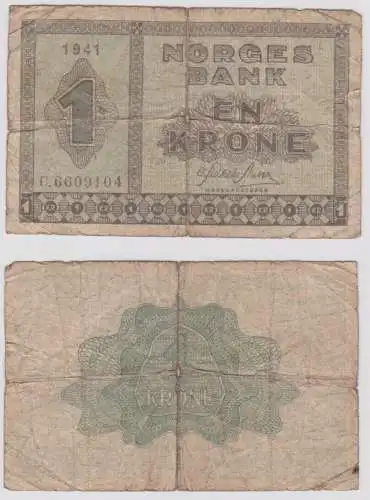 1941
NORGES
BANK
1
EN
KRONE
F.6609104
1
1
KRONE